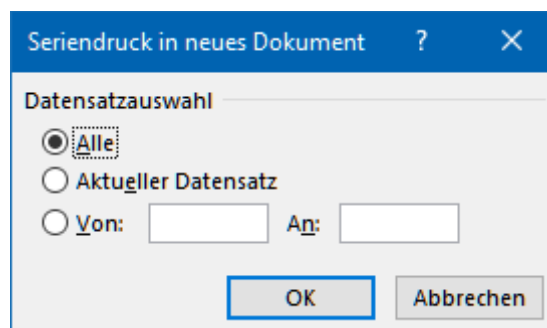 Seriendruck in neues Dokument ? ×
Datensatzauswahl
Alle
Aktueller Datensatz
Von: An:
OK Abbrechen